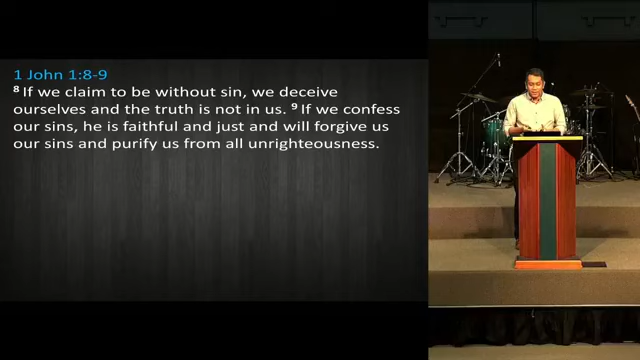 1 John 1:8-9
8 If we claim to be without sin, we deceive
ourselves and the truth is not in us. 9 If we confess
our sins, he is faithful and just and will forgive us
our sins and purify us from all unrighteousness.